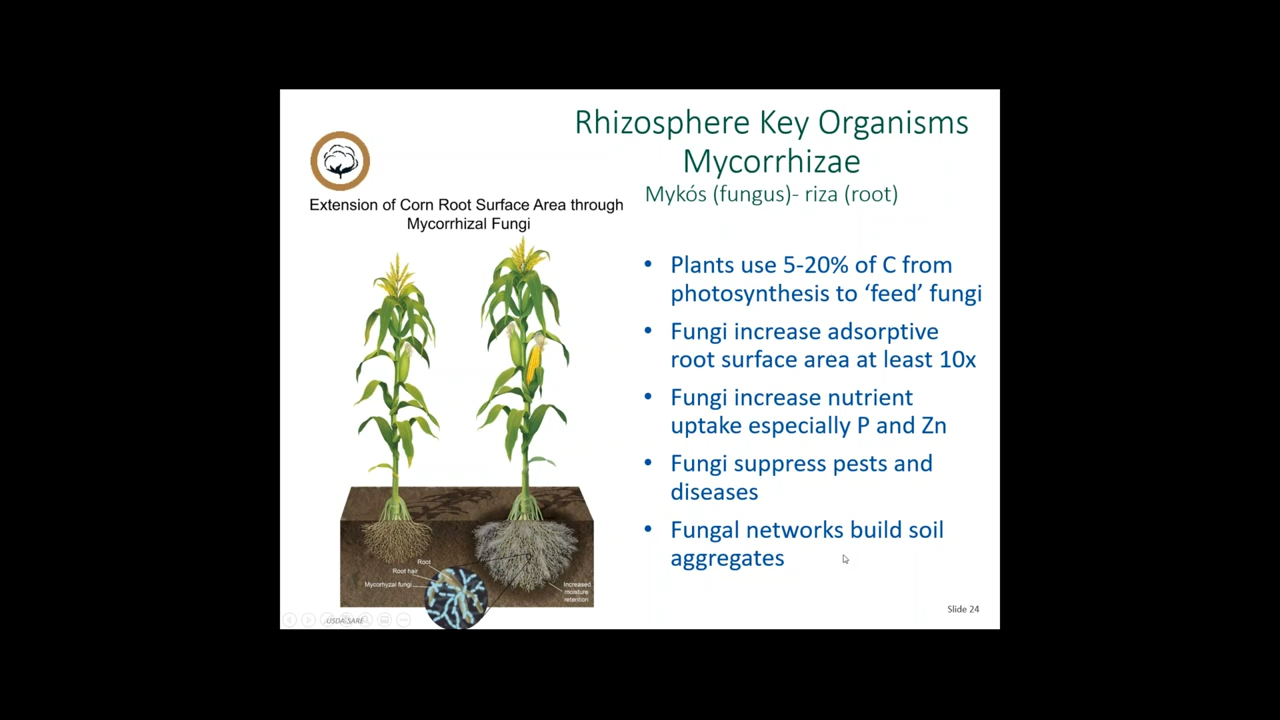 Rhizosphere Key Organisms
Mycorrhizae
Mykós (fungus)- riza (root)
Extension of Corn Root Surface Area through
Mycorrhizal Fungi
• Plants use 5-20% of C from
photosynthesis to ‘feed’ fungi
• Fungi increase adsorptive
root surface area at least 10x
• Fungi increase nutrient
uptake especially P and Zn
• Fungi suppress pests and
diseases
• Fungal networks build soil
aggregates
Root
Root hair
Mycorrhyzal fungi
Increased
moisture
retention
USDA SARE
Slide 24